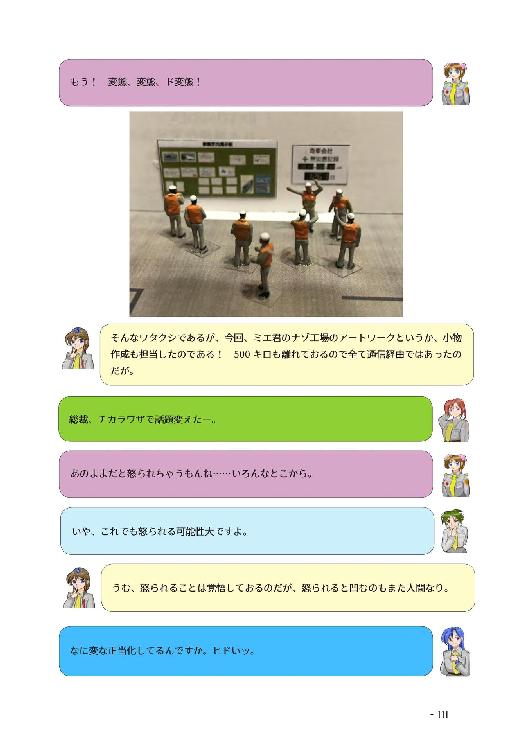 もう！　変態、変態、ド変態！
そんなワタクシであるが、今回、ミエ君のナゾ工場のアートワークというか、小物
作成も担当したのである！　500キロも離れておるので全て通信経由ではあったの
だが。
総裁、チカラワザで話題変えたー。
あのままだと怒られちゃうもんね……いろんなとこから。
いや、これでも怒られる可能性大ですよ。
うむ、怒られることは覚悟しておるのだが、怒られると凹むのもまた人間なり。
なに変な正当化してるんですか。ヒドいッ。
- 111